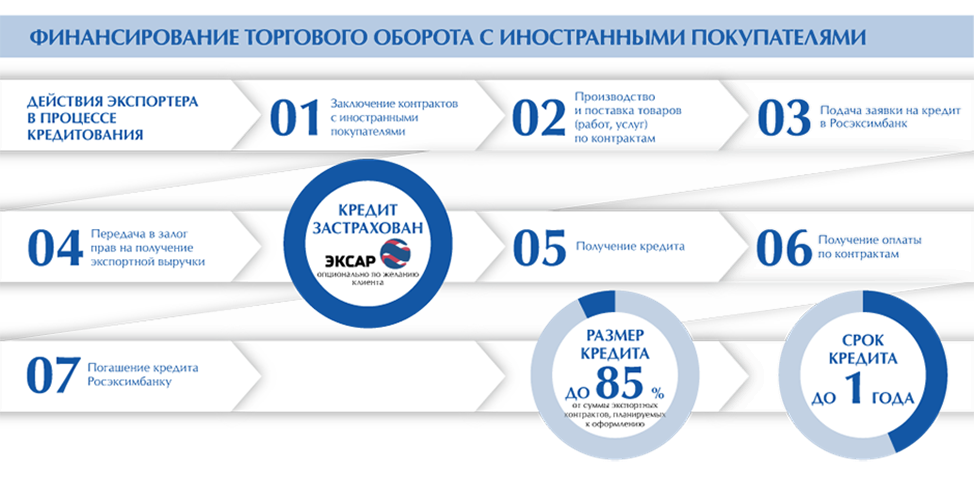 ФИНАНСИРОВАНИЕ ТОРГОВОГО ОБОРОТА С ИНОСТРАННЫМИ ПОКУПАТЕЛЯМИ
ДЕЙСТВИЯ ЭКСПОРТЕРА
В ПРОЦЕССЕ
КРЕДИТОВАНИЯ
01
Заключение контрактов
с иностранными
покупателями
02
Производство
и поставка товаров
(работ, услуг)
по контрактам
03
Подача заявки на кредит
в Росэксимбанк
04
Передача в залог
прав на получение
экспортной выручки
КРЕДИТ
ЗАСТРАХОВАН
ЭКСАР
опционально по желанию
клиента
05
Получение кредита
06
Получение оплаты
по контрактам
07
Погашение кредита
Росэксимбанку
РАЗМЕР
КРЕДИТА
ДО 85 %
от суммы экспортных
контрактов, планируемых
к оформлению
СРОК
КРЕДИТА
ДО 1 ГОДА